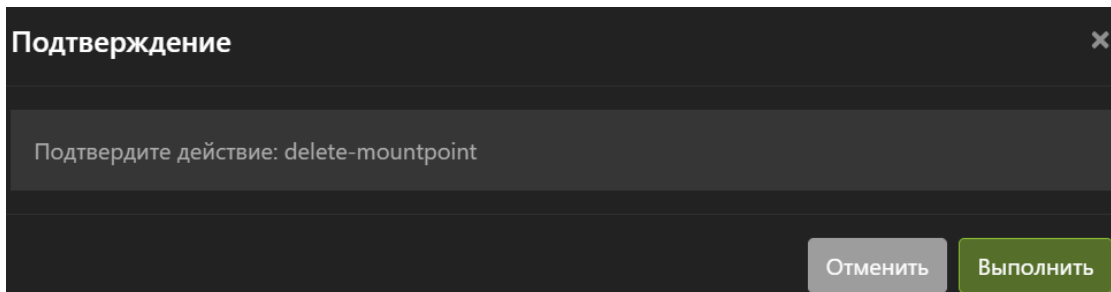 Подтверждение
Подтвердите действие: delete-mountpoint
Отменить Выполнить